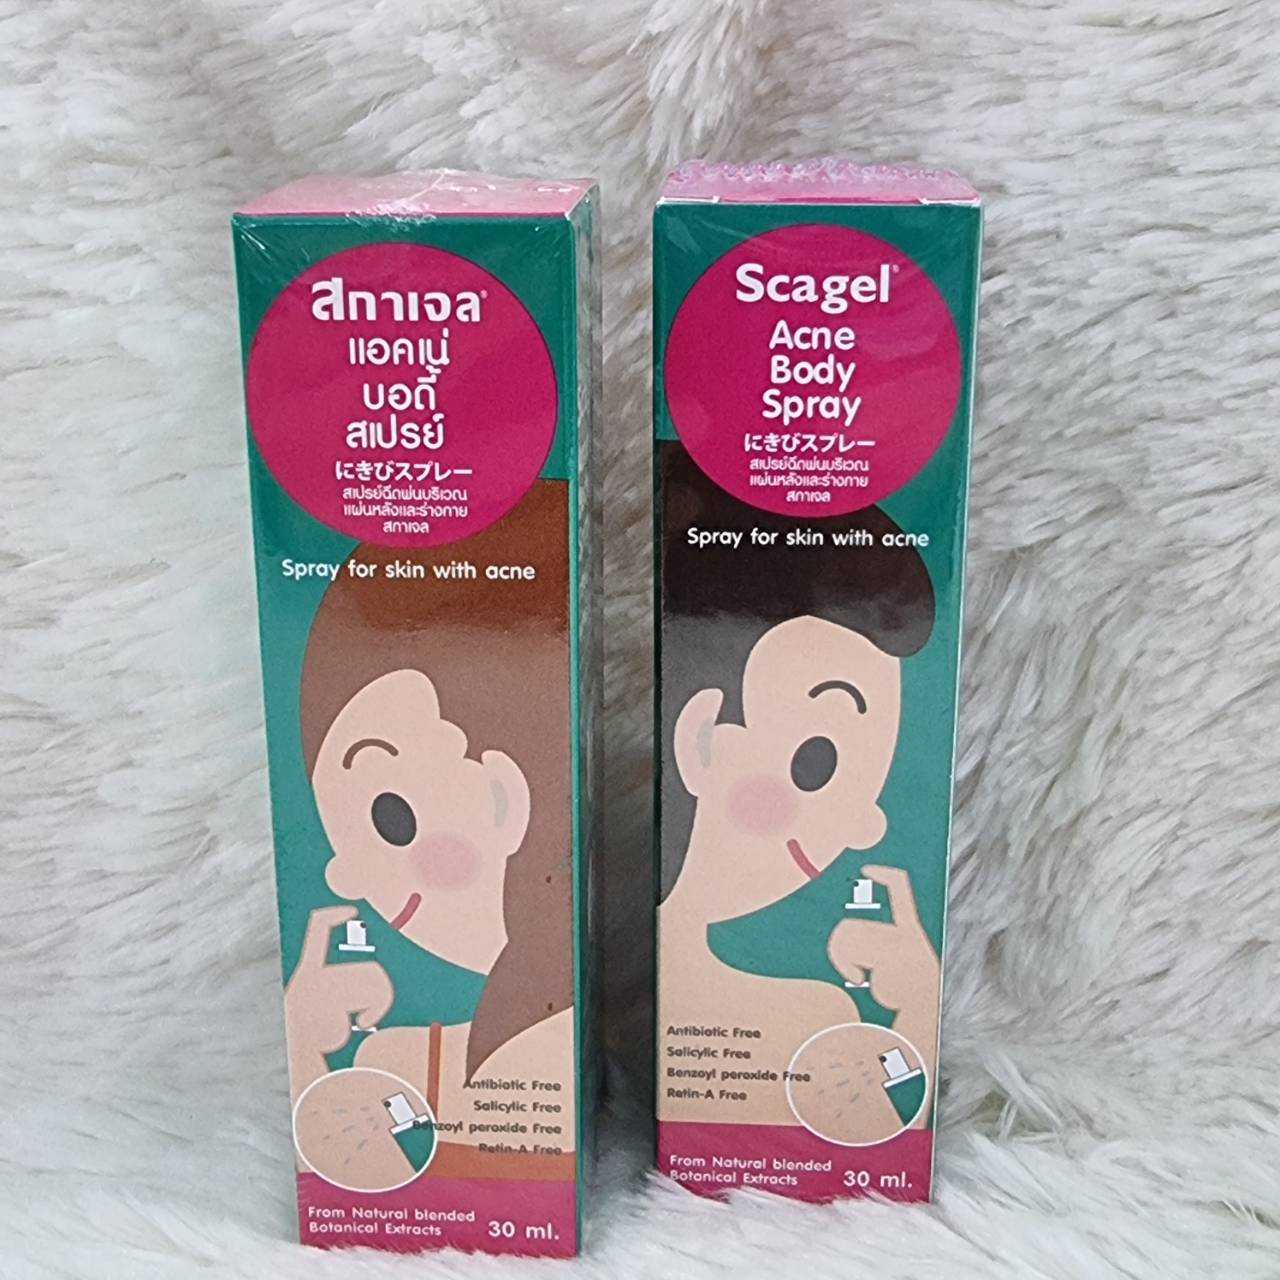 สกาเจล®
แอคเน่
บอดี้
สเปรย์
にきびスプレー
สเปรย์ฉีดพ่นบริเวณ
แผ่นหลังและร่างกาย
สกาเจล
Spray for skin with acne
Antibiotic Free
Salicylic Free
Benzoyl peroxide Free
Retin-A Free
From Natural blended
Botanical Extracts
30 ml.
Scagel®
Acne
Body
Spray
にきびスプレー
สเปรย์ฉีดพ่นบริเวณ
แผ่นหลังและร่างกาย
สกาเจล
Spray for skin with acne
Antibiotic Free
Salicylic Free
Benzoyl peroxide Free
Retin-A Free
From Natural blended
Botanical Extracts
30 ml.